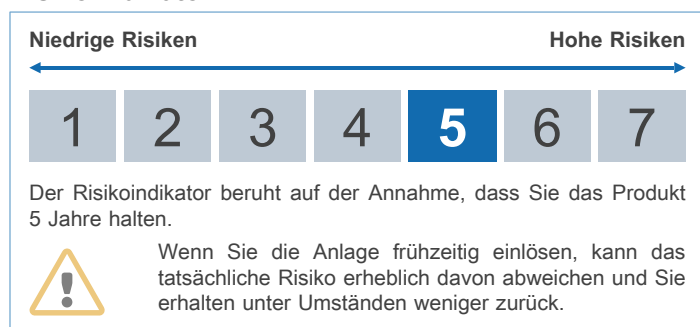 Niedrige Risiken Hohe Risiken
1 2 3 4 5 6 7
Der Risikoindikator beruht auf der Annahme, dass Sie das Produkt
5 Jahre halten.
Wenn Sie die Anlage frühzeitig einlösen, kann das
tatsächliche Risiko erheblich davon abweichen und Sie
erhalten unter Umständen weniger zurück.